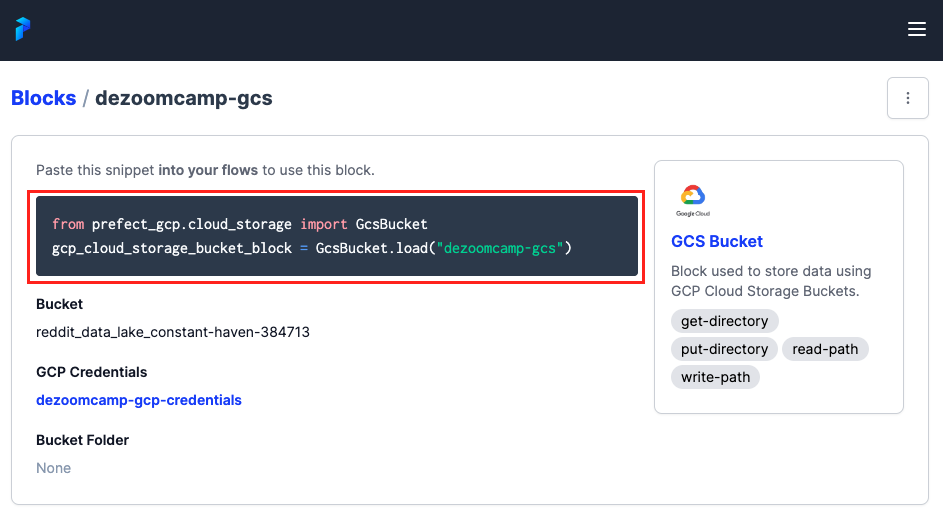 Blocks / dezoomcamp-gcs
Paste this snippet into your flows to use this block.
from prefect_gcp.cloud_storage import GcsBucket
gcp_cloud_storage_bucket_block = GcsBucket.load("dezoomcamp-gcs")
Bucket
reddit_data_lake_constant-haven-384713
GCP Credentials
dezoomcamp-gcp-credentials
Bucket Folder
None
Google Cloud
GCS Bucket
Block used to store data using
GCP Cloud Storage Buckets.
get-directory
put-directory read-path
write-path